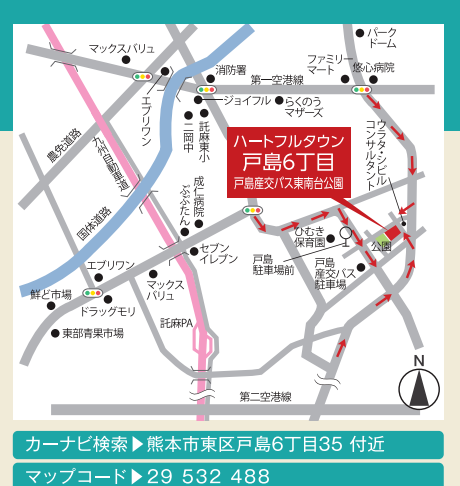 パーク
ドーム
マックスバリュ
消防署
ファミリー
マート
悠心病院
第一空港線
エブリワン
ジョイフル
らくのう
マザーズ
二岡中
託麻東小
ウラタ・シビル
コンサルタント
農免道路
九州自動車道
ハートフルタウン
戸島6丁目
戸島産交バス東南台公園
国体道路
成仁病院
ぷぷたん
セブン
イレブン
ひむき
保育園
公園
戸島
駐車場前
戸島
産交バス
駐車場
エブリワン
マックス
バリュ
鮮ど市場
ドラッグモリ
託麻PA
東部青果市場
N
第二空港線
カーナビ検索▶熊本市東区戸島6丁目35 付近
マップコード▶29 532 488